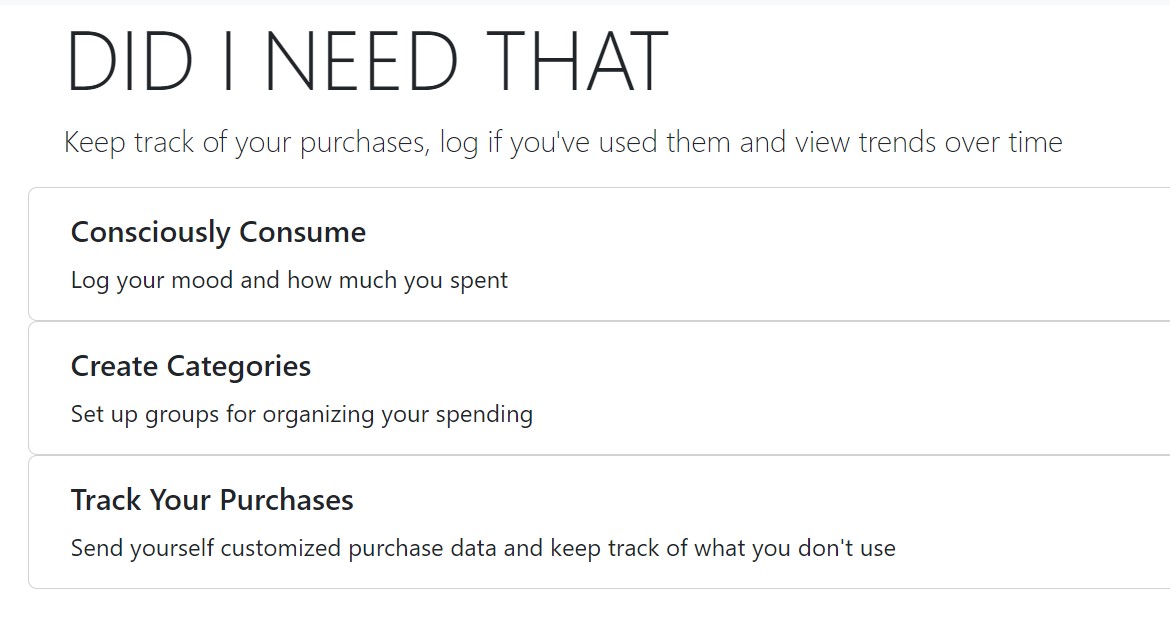 DID I NEED THAT
Keep track of your purchases, log if you've used them and view trends over time
Consciously Consume
Log your mood and how much you spent
Create Categories
Set up groups for organizing your spending
Track Your Purchases
Send yourself customized purchase data and keep track of what you don't use